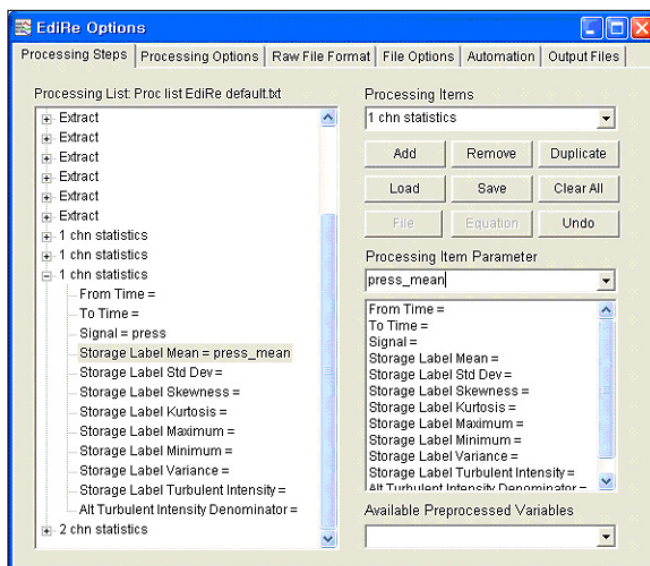 EdiRe Options
Processing Steps Processing Options Raw File Format File Options Automation Output Files
Processing List: Proc list EdiRe default.txt
Extract
Extract
Extract
Extract
Extract
Extract
1 chn statistics
1 chn statistics
1 chn statistics
From Time =
To Time =
Signal = press
Storage Label Mean = press_mean
Storage Label Std Dev =
Storage Label Skewness =
Storage Label Kurtosis =
Storage Label Maximum =
Storage Label Minimum =
Storage Label Variance =
Storage Label Turbulent Intensity =
Alt Turbulent Intensity Denominator =
2 chn statistics
Processing Items
1 chn statistics
Add Remove Duplicate
Load Save Clear All
File Equation Undo
Processing Item Parameter
press_mean
From Time =
To Time =
Signal =
Storage Label Mean =
Storage Label Std Dev =
Storage Label Skewness =
Storage Label Kurtosis =
Storage Label Maximum =
Storage Label Minimum =
Storage Label Variance =
Storage Label Turbulent Intensity =
Alt Turbulent Intensity Denominator =
Available Preprocessed Variables